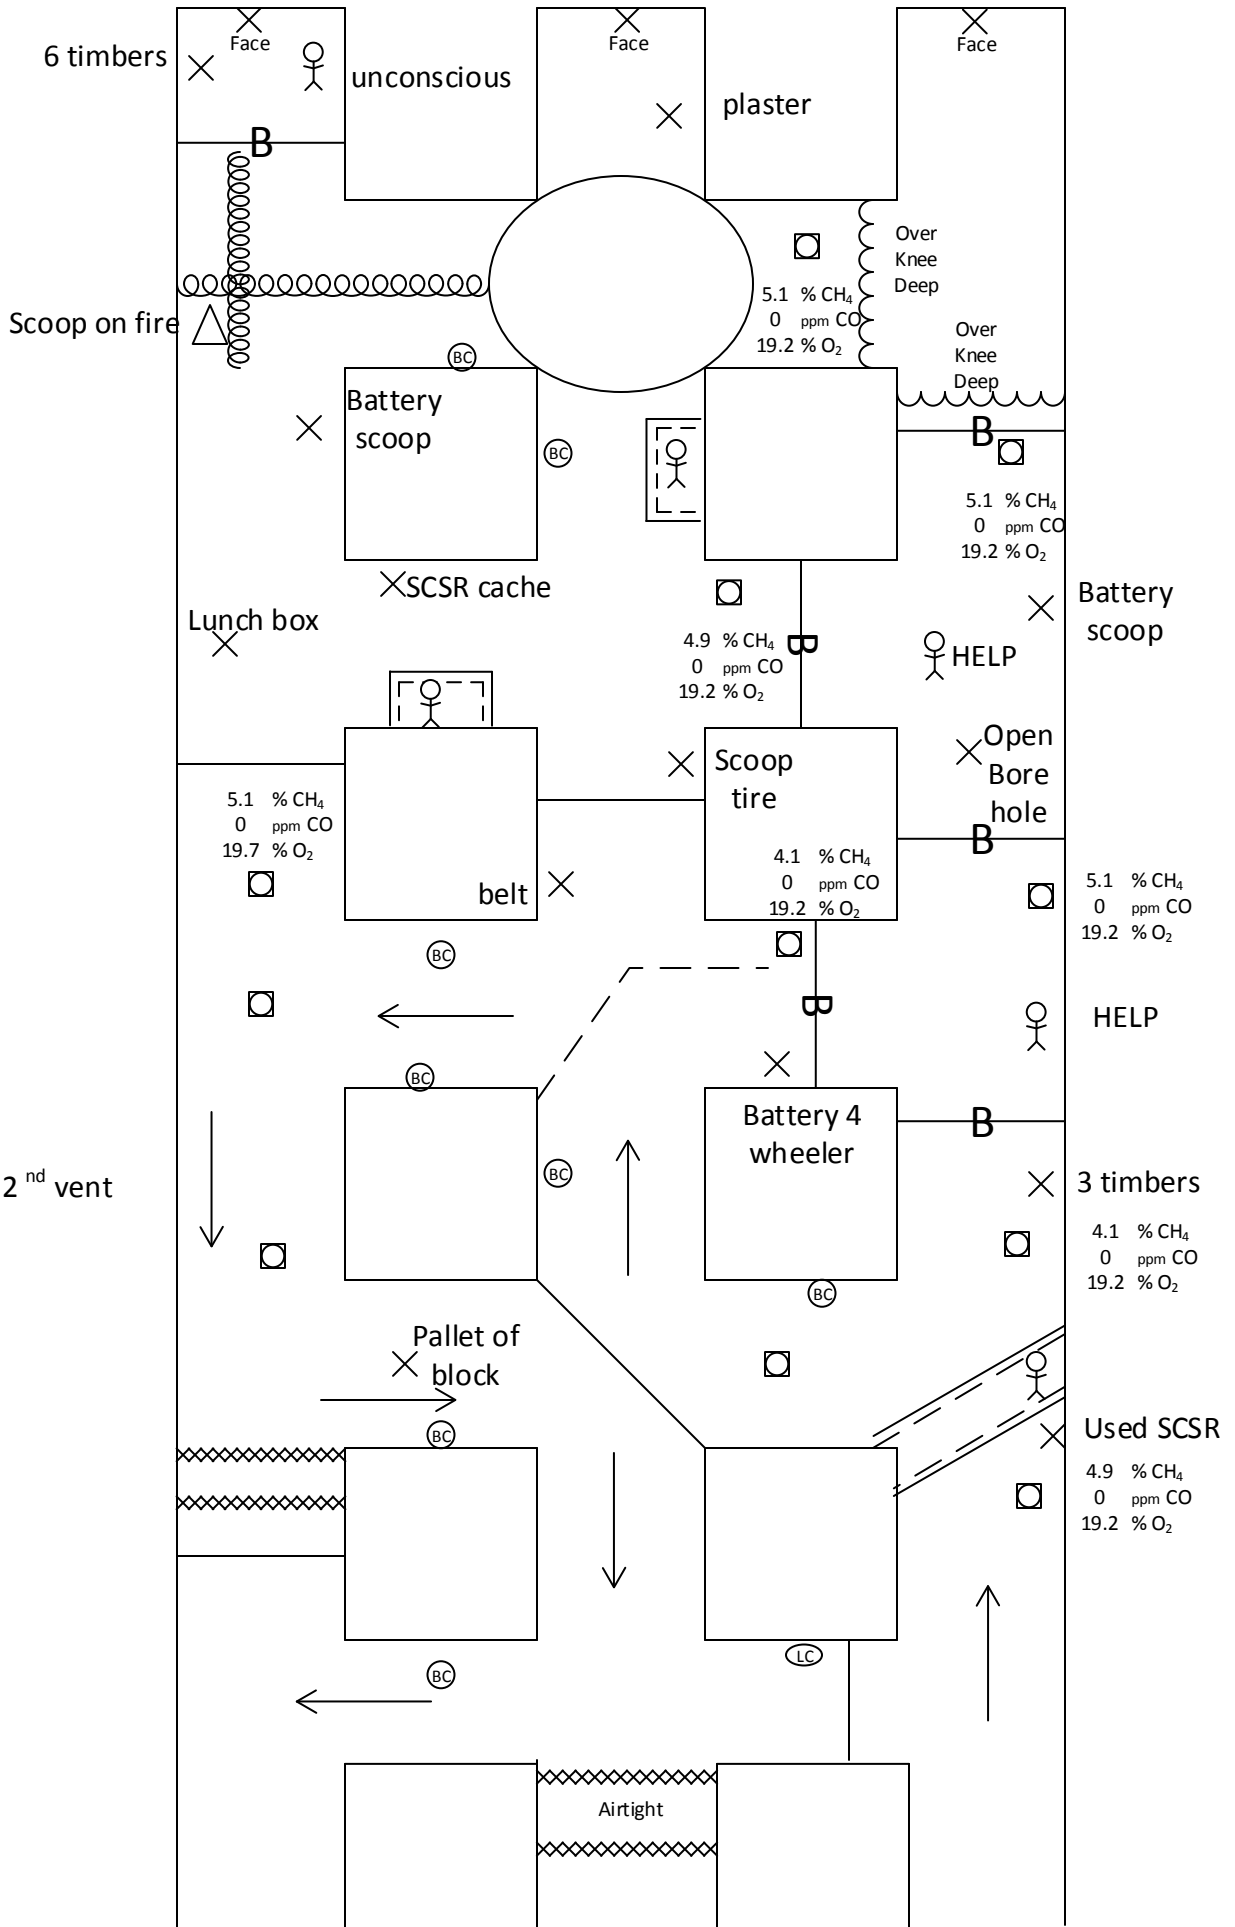 Face
Face
Face
6 timbers
unconscious
plaster
B
Over
Knee
Deep
5.1 % CH₄
0 ppm CO
19.2 % O₂
Scoop on fire
Over
Knee
Deep
BC
Battery
scoop
B
BC
5.1 % CH₄
0 ppm CO
19.2 % O₂
SCSR cache
Battery
scoop
Lunch box
4.9 % CH₄
0 ppm CO
19.2 % O₂
B
HELP
Open
Bore
hole
Scoop
tire
5.1 % CH₄
0 ppm CO
19.7 % O₂
B
4.1 % CH₄
0 ppm CO
19.2 % O₂
belt
5.1 % CH₄
0 ppm CO
19.2 % O₂
BC
B
HELP
BC
Battery 4
wheeler
B
2 nd vent
BC
3 timbers
4.1 % CH₄
0 ppm CO
19.2 % O₂
BC
Pallet of
block
BC
Used SCSR
4.9 % CH₄
0 ppm CO
19.2 % O₂
LC
BC
Airtight